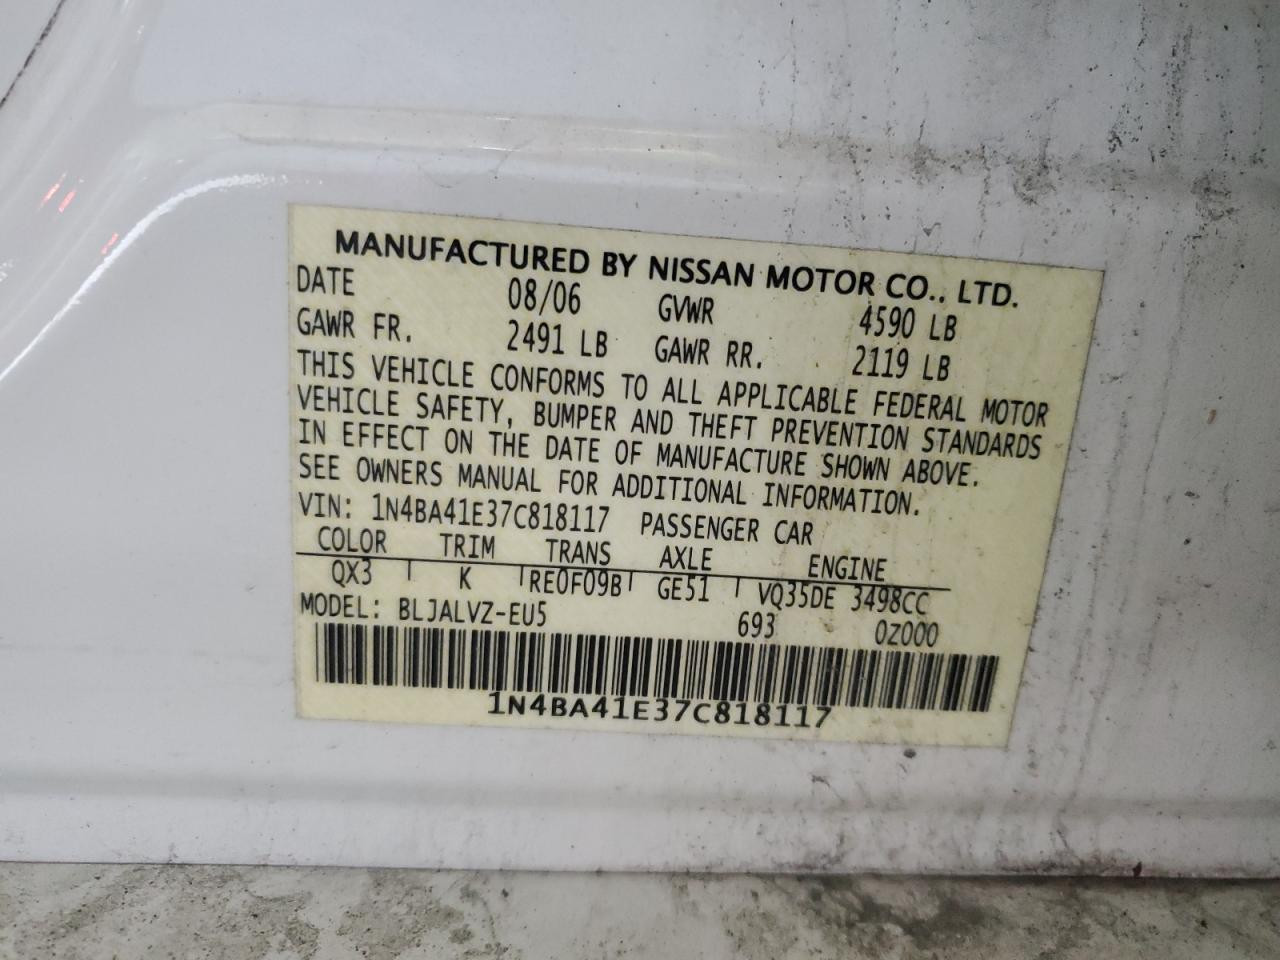 MANUFACTURED BY NISSAN MOTOR CO., LTD.
DATE 08/06 GVWR 4590 LB
GAWR FR. 2491 LB GAWR RR. 2119 LB
THIS VEHICLE CONFORMS TO ALL APPLICABLE FEDERAL MOTOR
VEHICLE SAFETY, BUMPER AND THEFT PREVENTION STANDARDS
IN EFFECT ON THE DATE OF MANUFACTURE SHOWN ABOVE.
SEE OWNERS MANUAL FOR ADDITIONAL INFORMATION.
VIN: 1N4BA41E37C818117 PASSENGER CAR
COLOR TRIM TRANS AXLE ENGINE
QX3 K RE0F09B GE51 VQ35DE 3498CC
MODEL: BLJALVZ-EU5 693 0Z000
1N4BA41E37C818117